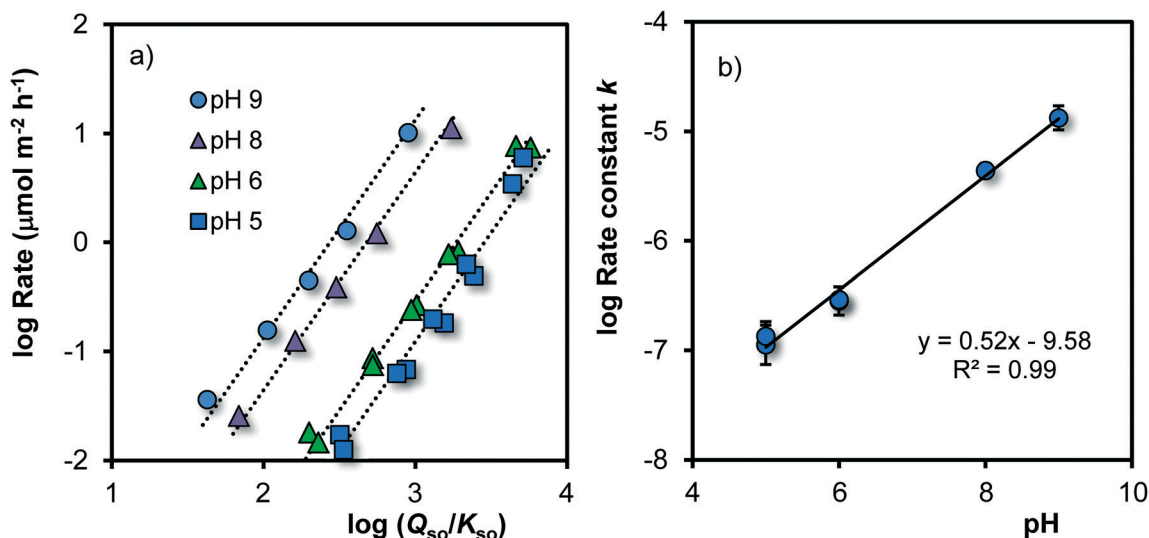 a)
log Rate (μmol m⁻² h⁻¹)
2
1
0
-1
-2
pH 9
pH 8
pH 6
pH 5
1
2
3
4
log (Qso/Kso)
b)
log Rate constant k
-4
-5
-6
-7
-8
y = 0.52x - 9.58
R² = 0.99
4
6
8
10
pH